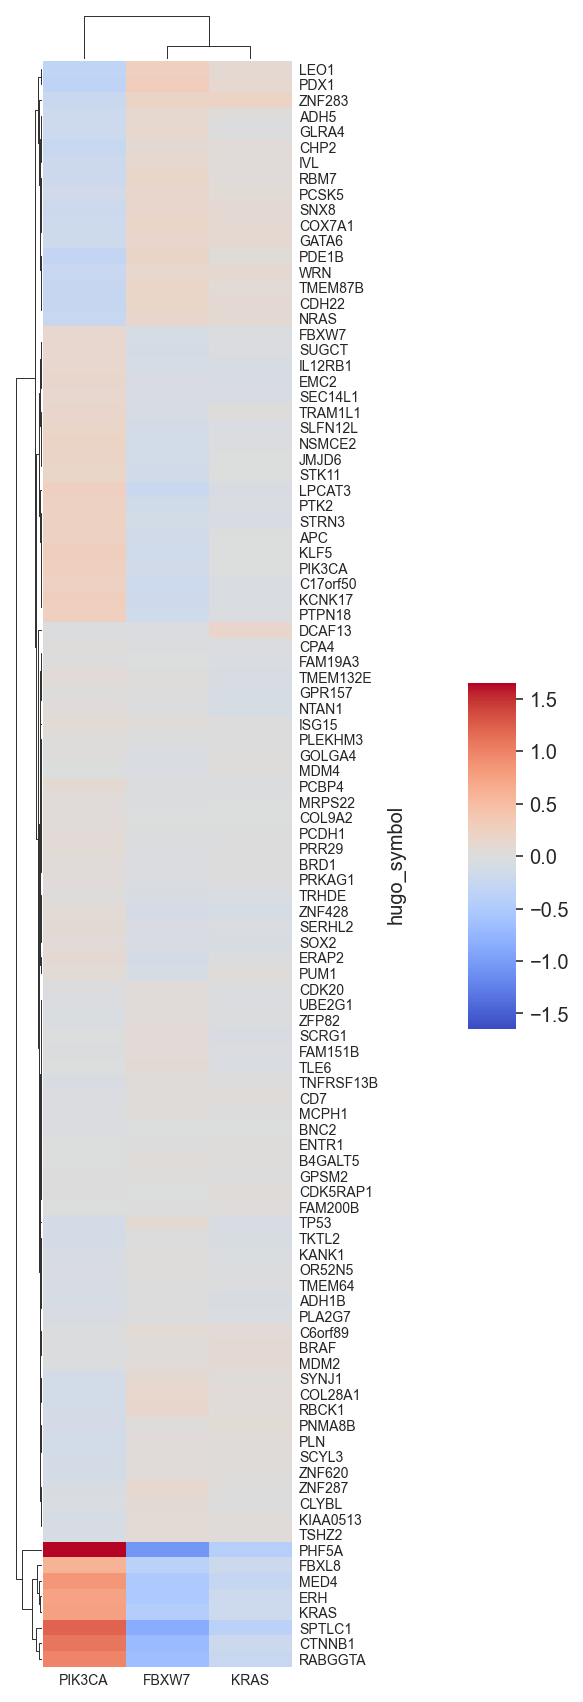 LEO1
PDX1
ZNF283
ADH5
GLRA4
CHP2
IVL
RBM7
PCSK5
SNX8
COX7A1
GATA6
PDE1B
WRN
TMEM87B
CDH22
NRAS
FBXW7
SUGCT
IL12RB1
EMC2
SEC14L1
TRAM1L1
SLFN12L
NSMCE2
JMJD6
STK11
LPCAT3
PTK2
STRN3
APC
KLF5
PIK3CA
C17orf50
KCNK17
PTPN18
DCAF13
CPA4
FAM19A3
TMEM132E
GPR157
NTAN1
ISG15
PLEKHM3
GOLGA4
MDM4
PCBP4
MRPS22
COL9A2
PCDH1
PRR29
BRD1
PRKAG1
TRHDE
ZNF428
SERHL2
SOX2
ERAP2
PUM1
CDK20
UBE2G1
ZFP82
SCRG1
FAM151B
TLE6
TNFRSF13B
CD7
MCPH1
BNC2
ENTR1
B4GALT5
GPSM2
CDK5RAP1
FAM200B
TP53
TKTL2
KANK1
OR52N5
TMEM64
ADH1B
PLA2G7
C6orf89
BRAF
MDM2
SYNJ1
COL28A1
RBCK1
PNMA8B
PLN
SCYL3
ZNF620
ZNF287
CLYBL
KIAA0513
TSHZ2
PHF5A
FBXL8
MED4
ERH
KRAS
SPTLC1
CTNNB1
RABGGTA
PIK3CA FBXW7 KRAS
hugo_symbol
1.5
1.0
0.5
0.0
−0.5
−1.0
−1.5